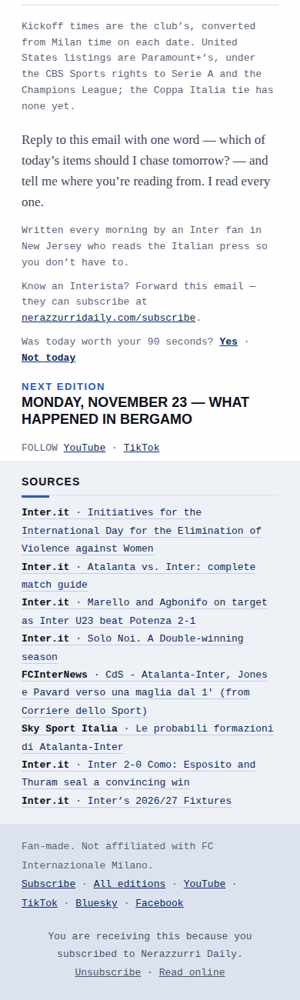 Kickoff times are the club's, converted
from Milan time on each date. United
States listings are Paramount+'s, under
the CBS Sports rights to Serie A and the
Champions League; the Coppa Italia tie has
none yet.
Reply to this email with one word — which of
today's items should I chase tomorrow? — and
tell me where you're reading from. I read every
one.
Written every morning by an Inter fan in
New Jersey who reads the Italian press so
you don't have to.
Know an Interista? Forward this email —
they can subscribe at
nerazzurridaily.com/subscribe.
Was today worth your 90 seconds? Yes ·
Not today
NEXT EDITION
MONDAY, NOVEMBER 23 — WHAT
HAPPENED IN BERGAMO
FOLLOW YouTube · TikTok
SOURCES
Inter.it · Initiatives for the
International Day for the Elimination of
Violence against Women
Inter.it · Atalanta vs. Inter: complete
match guide
Inter.it · Marello and Agbonifo on target
as Inter U23 beat Potenza 2-1
Inter.it · Solo Noi. A Double-winning
season
FCInterNews · CdS - Atalanta-Inter, Jones
e Pavard verso una maglia dal 1' (from
Corriere dello Sport)
Sky Sport Italia · Le probabili formazioni
di Atalanta-Inter
Inter.it · Inter 2-0 Como: Esposito and
Thuram seal a convincing win
Inter.it · Inter's 2026/27 Fixtures
Fan-made. Not affiliated with FC
Internazionale Milano.
Subscribe · All editions · YouTube ·
TikTok · Bluesky · Facebook
You are receiving this because you
subscribed to Nerazzurri Daily.
Unsubscribe · Read online